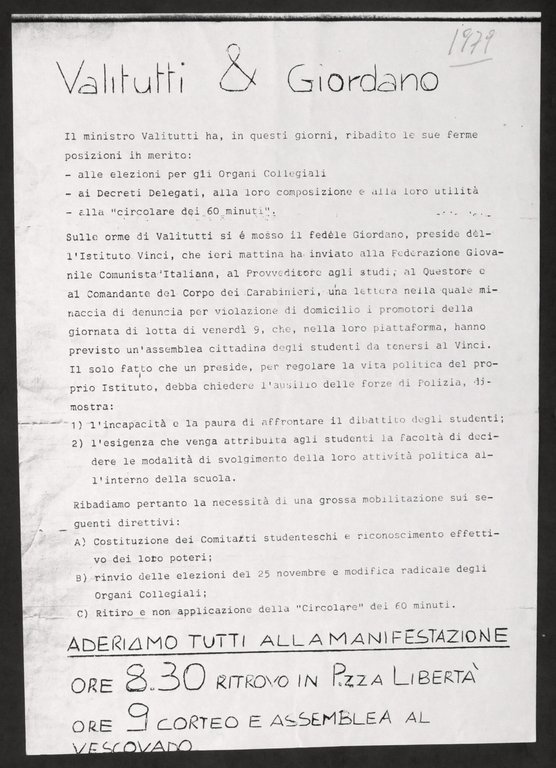 1979
Valitutti & Giordano
Il ministro Valitutti ha, in questi giorni, ribadito le sue ferme
posizioni ih merito:
- alle elezioni per gli Organi Collegiali
- ai Decreti Delegati, alla loro composizione e alla loro utilità
- alla "circolare dei 60 minuti".
Sulle orme di Valitutti si é mosso il fedéle Giordano, preside dél-
l'Istituto Vinci, che ieri mattina ha inviato alla Federazione Giova-
nile Comunista Italiana, al Provveditore agli studi, al Questore e
al Comandante del Corpo dei Carabinieri, una lettera nella quale mi-
naccia di denuncia per violazione di domicilio i promotori della
giornata di lotta di venerdì 9, che, nella loro piattaforma, hanno
previsto un'assemblea cittadina degli studenti da tenersi al Vinci.
Il solo fatto che un preside, per regolare la vita politica del pro-
prio Istituto, debba chiedere l'ausilio delle forze di Polizia, di-
mostra:
1) l'incapacità e la paura di affrontare il dibattito degli studenti;
2) l'esigenza che venga attribuita agli studenti la facoltà di deci-
dere le modalità di svolgimento della loro attività politica al-
l'interno della scuola.
Ribadiamo pertanto la necessità di una grossa mobilitazione sui se-
guenti direttivi:
A) Costituzione dei Comitatti studenteschi e riconoscimento effetti-
vo dei loro poteri;
B) rinvio delle elezioni del 25 novembre e modifica radicale degli
Organi Collegiali;
C) Ritiro e non applicazione della "Circolare" dei 60 minuti.
ADERIAMO TUTTI ALLA MANIFESTAZIONE
ORE 8.30 RITROVO IN P.ZZA LIBERTÀ
ORE 9 CORTEO E ASSEMBLEA AL
VESCOVADO